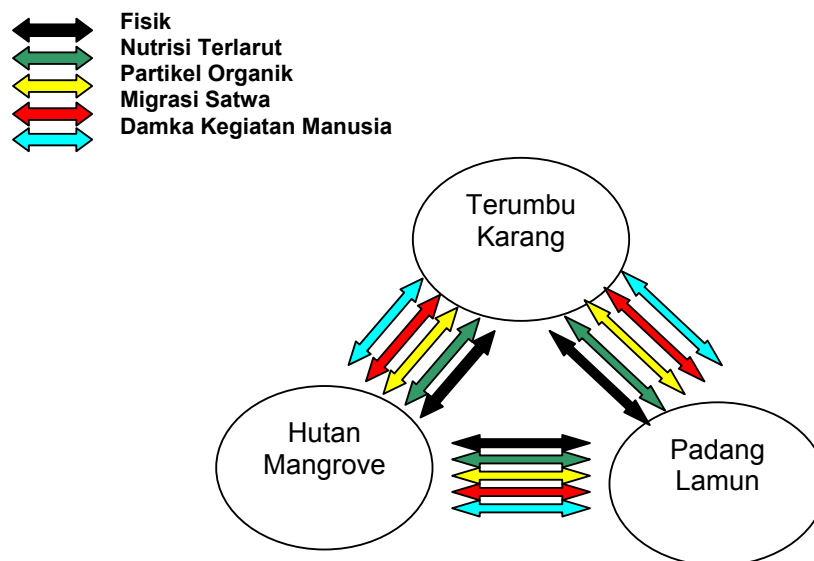 Fisik
Nutrisi Terlarut
Partikel Organik
Migrasi Satwa
Damka Kegiatan Manusia
Terumbu
Karang
Hutan
Mangrove
Padang
Lamun